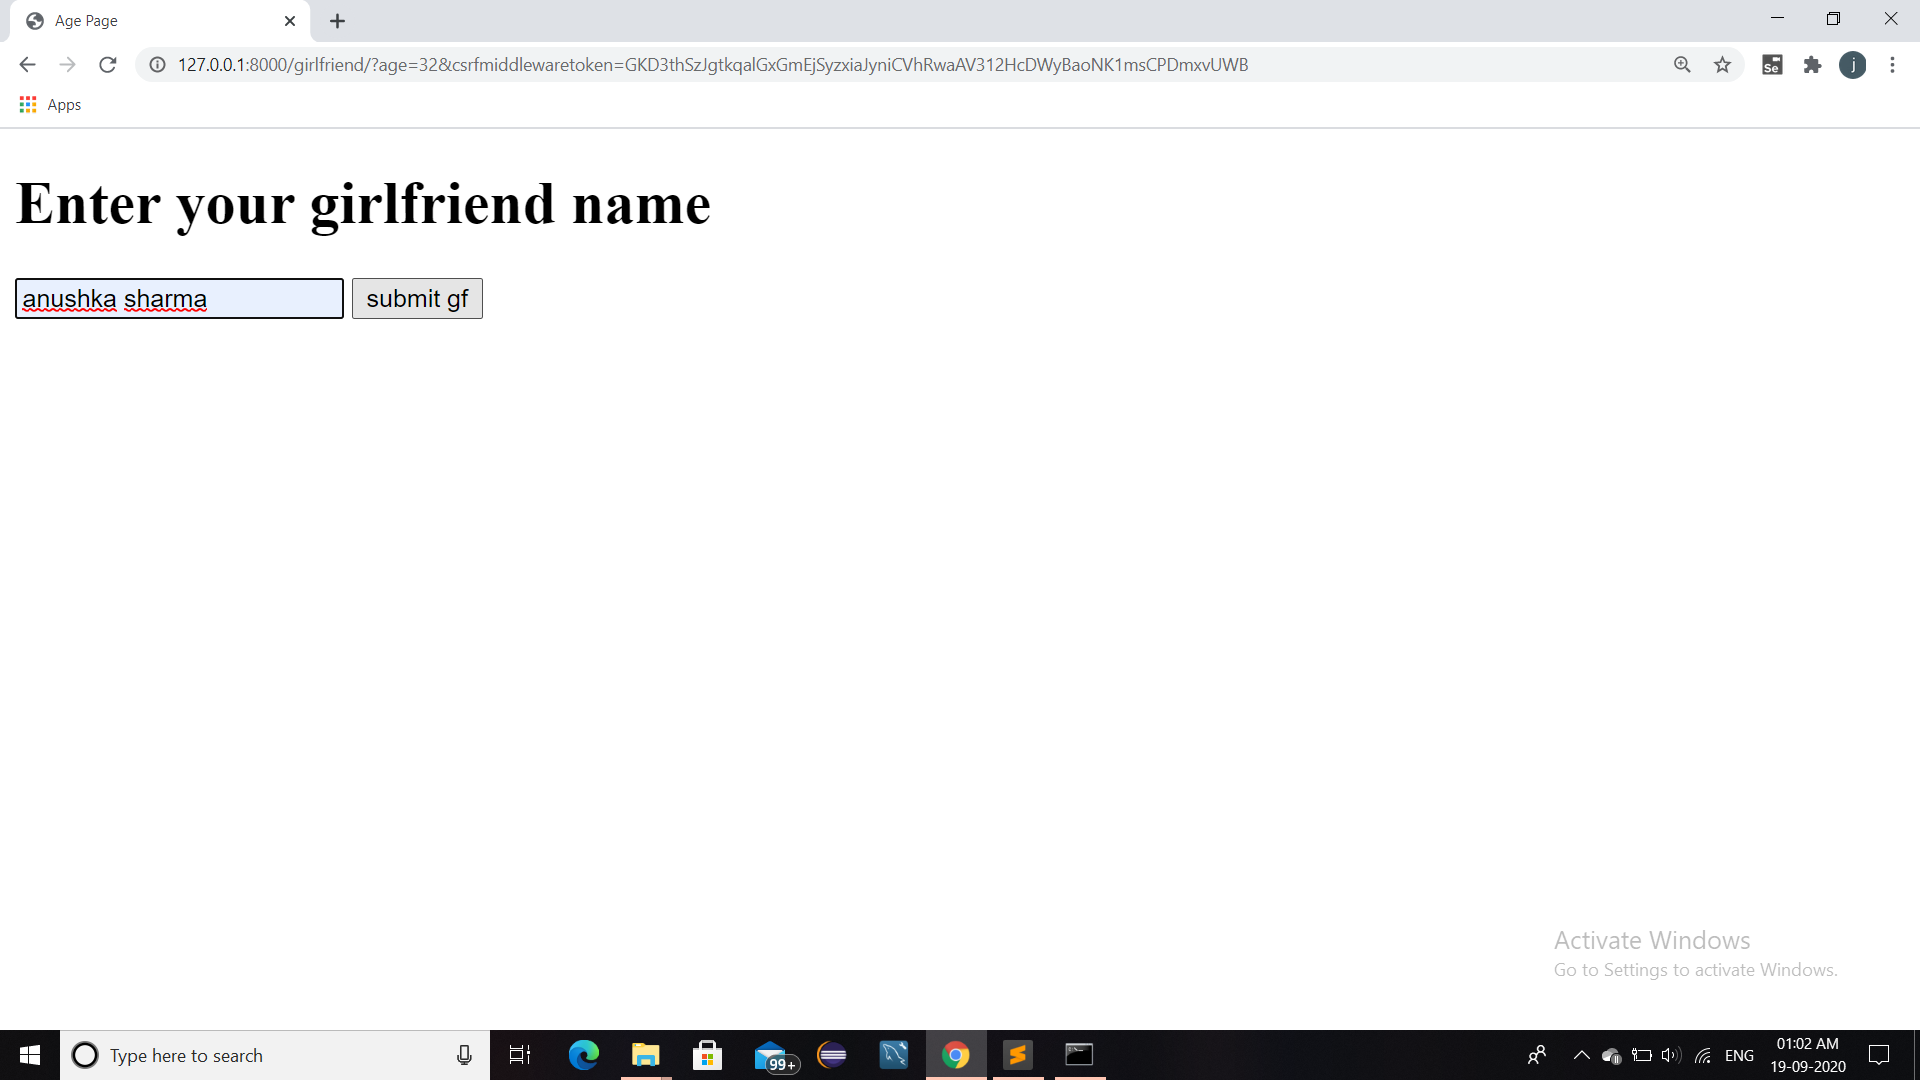 Age Page
127.0.0.1:8000/girlfriend/?age=32&csrfmiddlewaretoken=GKD3thSzJgtkqalGxGmEjSyzxiaJyniCVhRwaAV312HcDWyBaoNK1msCPDmxvUWB
Se
j
Apps
Enter your girlfriend name
anushka sharma submit gf
Activate Windows
Go to Settings to activate Windows.
Type here to search
99+
ENG
01:02 AM
19-09-2020